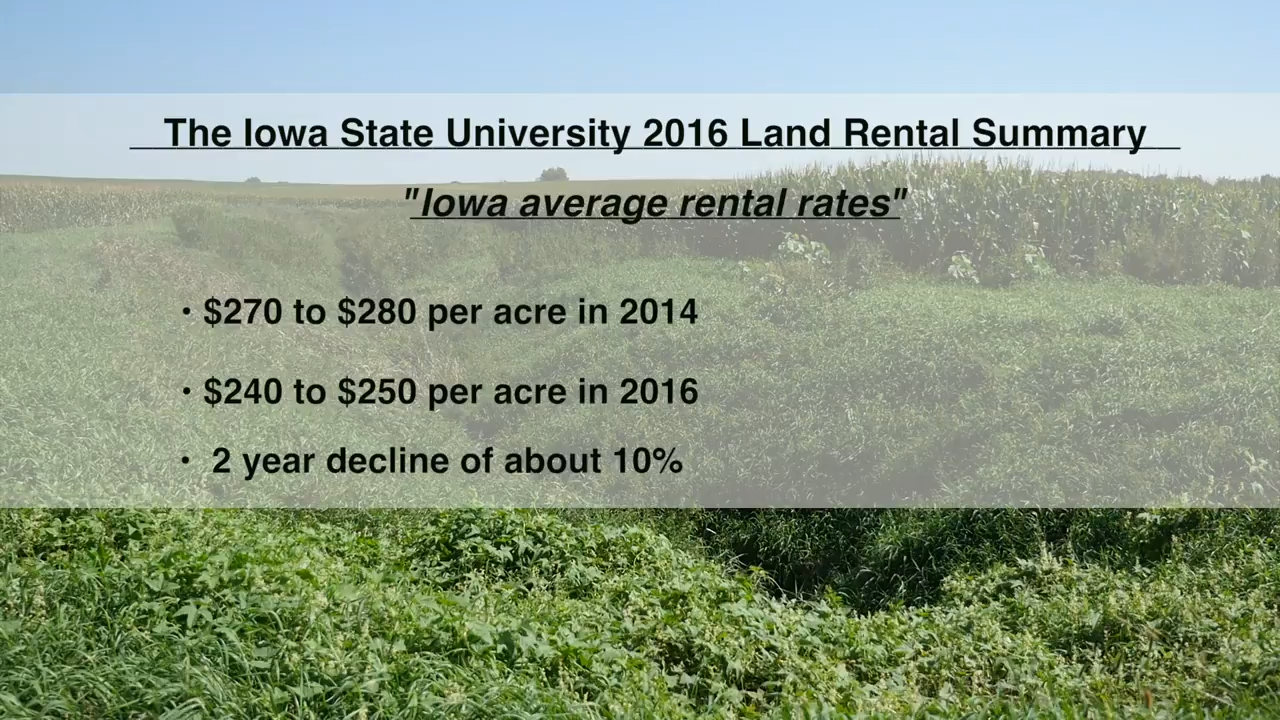 The Iowa State University 2016 Land Rental Summary
"Iowa average rental rates"
• $270 to $280 per acre in 2014
• $240 to $250 per acre in 2016
• 2 year decline of about 10%